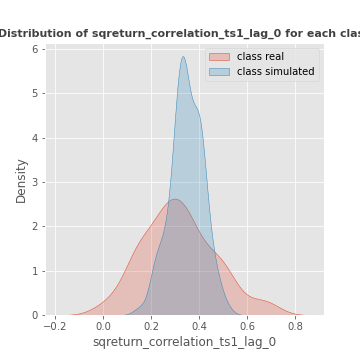 Distribution of sqreturn_correlation_ts1_lag_0 for each clas
class real
class simulated
6
5
4
3
2
1
0
Density
−0.2 0.0 0.2 0.4 0.6 0.8
sqreturn_correlation_ts1_lag_0